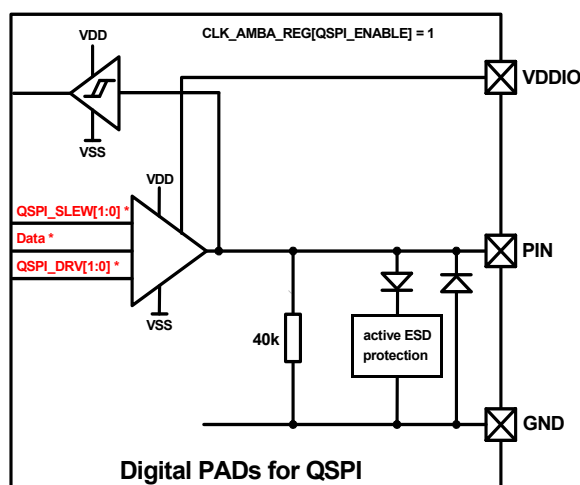 CLK_AMBA_REG[QSPI_ENABLE] = 1
VDD
VDDIO
VSS
VDD
QSPI_SLEW[1:0] *
Data *
QSPI_DRV[1:0] *
PIN
VSS
40k
active ESD
protection
GND
Digital PADs for QSPI